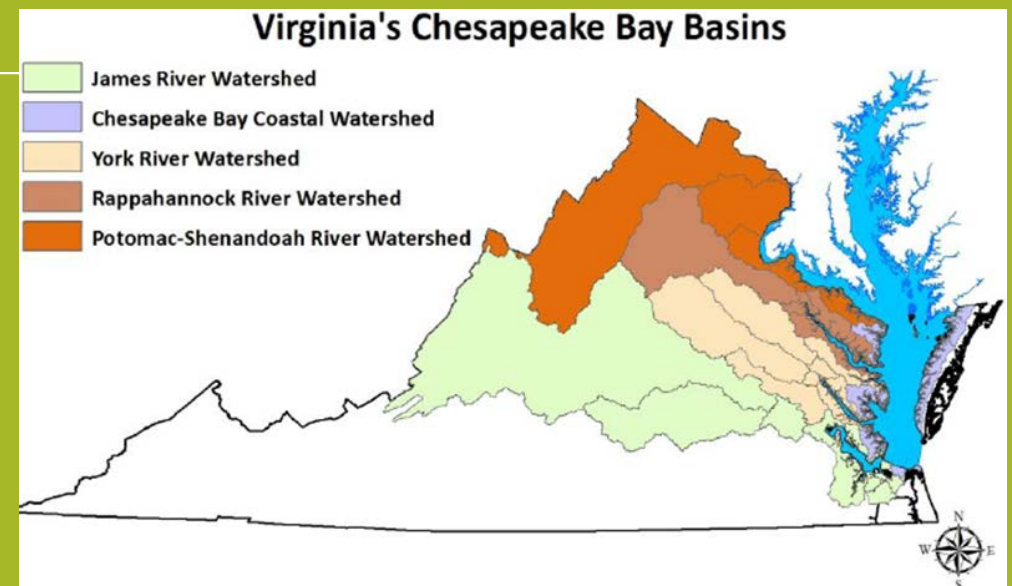 Virginia's Chesapeake Bay Basins
James River Watershed
Chesapeake Bay Coastal Watershed
York River Watershed
Rappahannock River Watershed
Potomac-Shenandoah River Watershed
N
W E
S